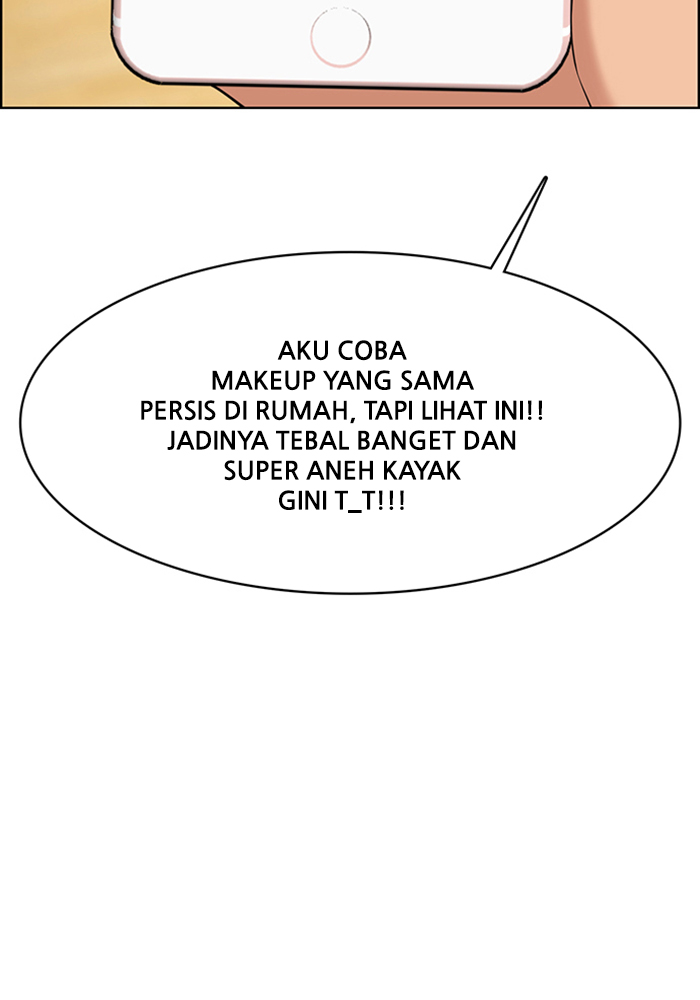 AKU COBA
MAKEUP YANG SAMA
PERSIS DI RUMAH, TAPI LIHAT INI!!
JADINYA TEBAL BANGET DAN
SUPER ANEH KAYAK
GINI T_T!!!